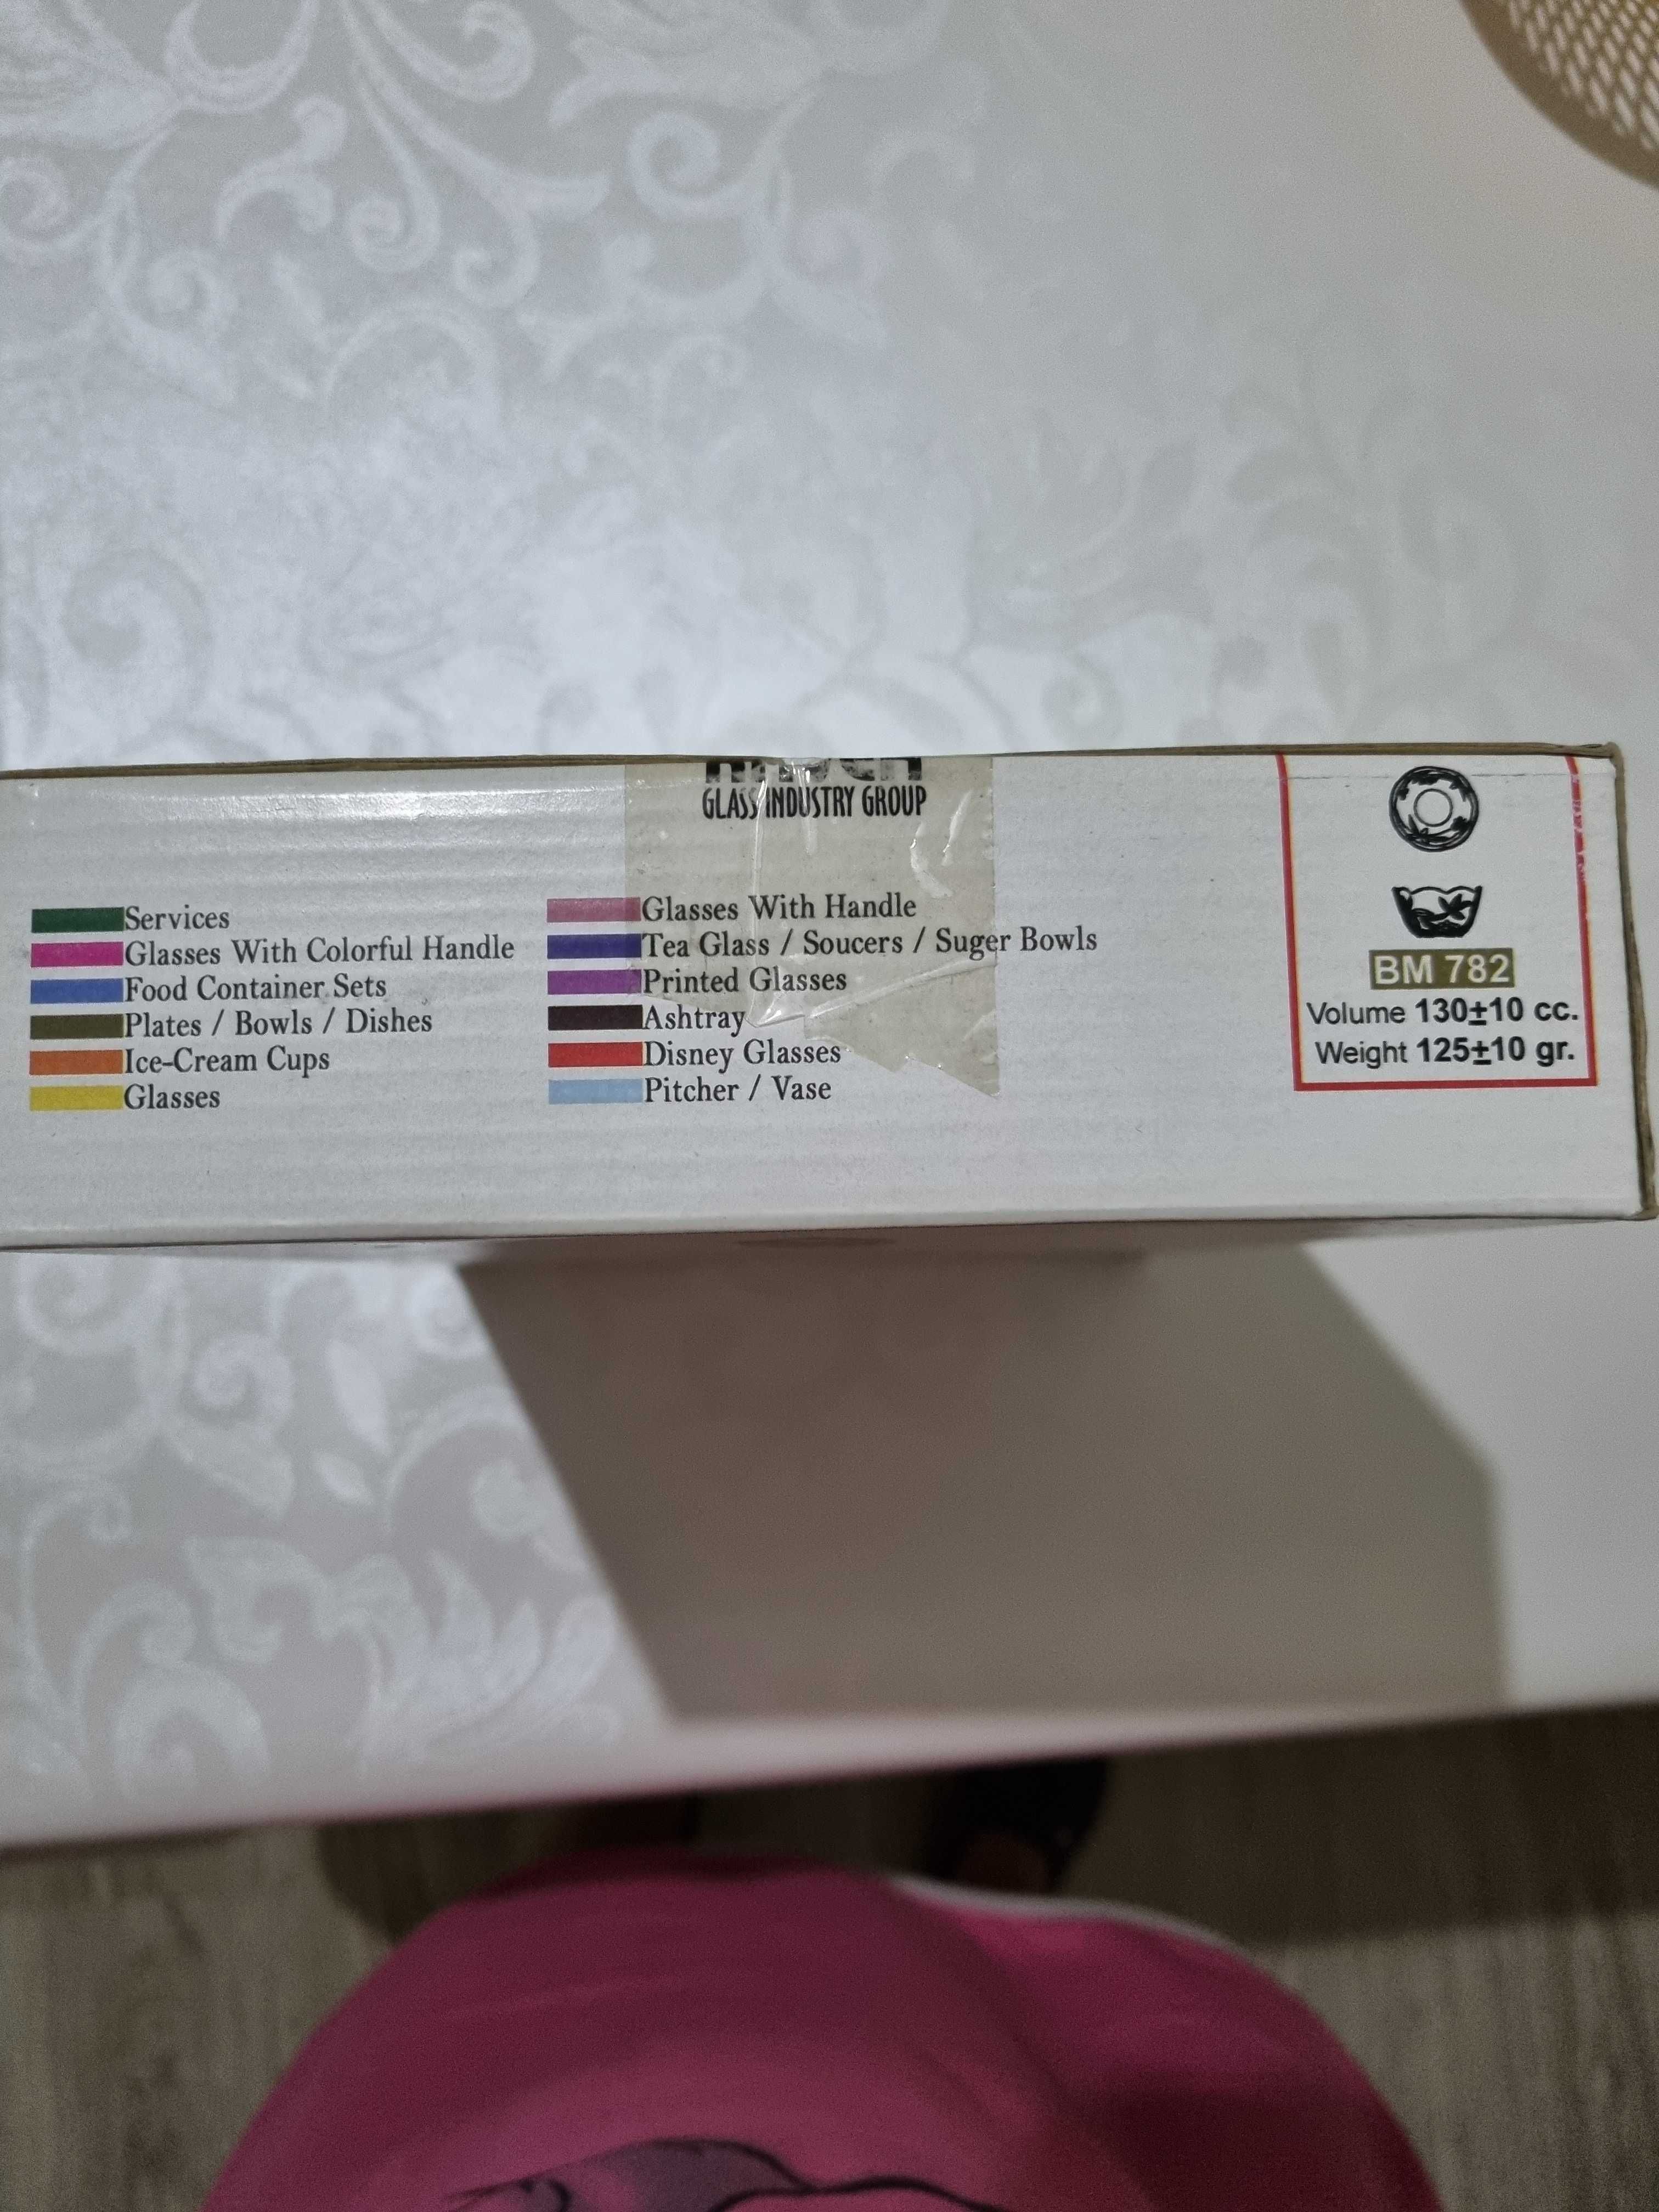 GLASS INDUSTRY GROUP
Services
Glasses With Colorful Handle
Food Container Sets
Plates / Bowls / Dishes
Ice-Cream Cups
Glasses
Glasses With Handle
Tea Glass / Soucers / Suger Bowls
Printed Glasses
Ashtray
Disney Glasses
Pitcher / Vase
BM 782
Volume 130±10 cc.
Weight 125±10 gr.